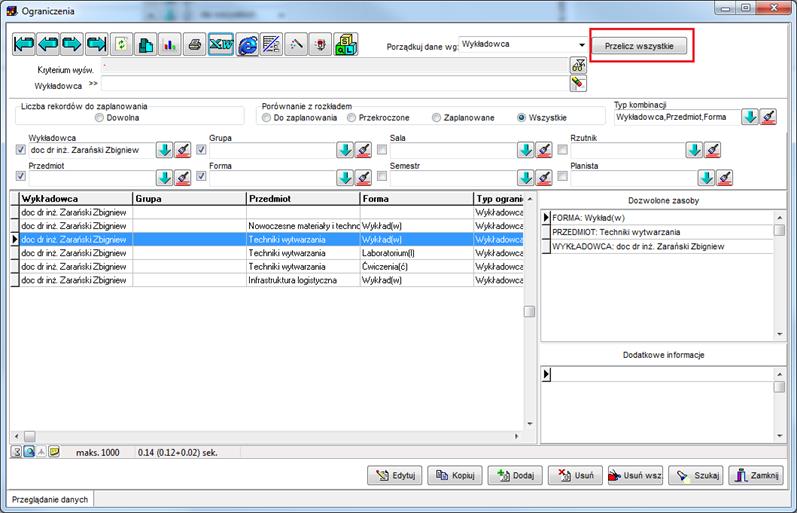 Ograniczenia
Porządkuj dane wg: Wykładowca
Przelicz wszystkie
Kryterium wyśw.
Wykładowca >>
Liczba rekordów do zaplanowania
Dowolna
Porównanie z rozkładem
Do zaplanowania Przekroczone Zaplanowane Wszystkie
Typ kombinacji
Wykładowca,Przedmiot,Forma
Wykładowca Grupa Sala Rzutnik
doc dr inż. Zarański Zbigniew
Przedmiot Forma Semestr Planista
Wykładowca Grupa Przedmiot Forma Typ ogranic
doc dr inż. Zarański Zbigniew Wykładowca
doc dr inż. Zarański Zbigniew Nowoczesne materiały i techno Wykład(w) Wykładowca
doc dr inż. Zarański Zbigniew Techniki wytwarzania Wykład(w) Wykładowca
doc dr inż. Zarański Zbigniew Techniki wytwarzania Laboratorium(l) Wykładowca
doc dr inż. Zarański Zbigniew Techniki wytwarzania Ćwiczenia(ć) Wykładowca
doc dr inż. Zarański Zbigniew Infrastruktura logistyczna Wykład(w) Wykładowca
Dozwolone zasoby
FORMA: Wykład(w)
PRZEDMIOT: Techniki wytwarzania
WYKŁADOWCA: doc dr inż. Zarański Zbigniew
Dodatkowe informacje
maks. 1000 0.14 (0.12+0.02) sek.
Edytuj Kopiuj Dodaj Usuń Usuń wsz. Szukaj Zamknij
Przeglądanie danych